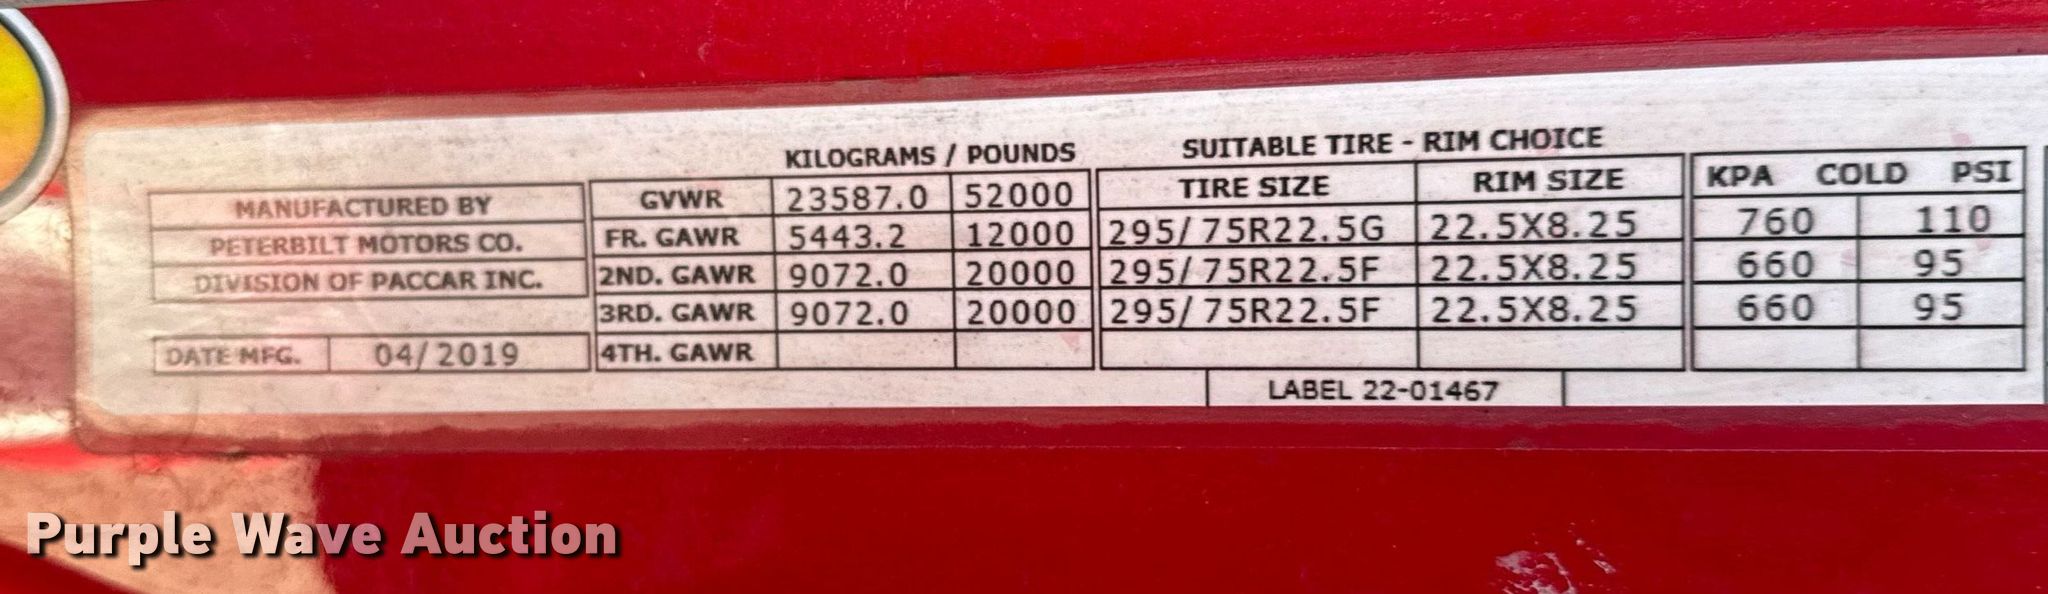 KILOGRAMS / POUNDS SUITABLE TIRE - RIM CHOICE
MANUFACTURED BY GVWR 23587.0 52000 TIRE SIZE RIM SIZE KPA COLD PSI
PETERBILT MOTORS CO. FR. GAWR 5443.2 12000 295/75R22.5G 22.5X8.25 760 110
DIVISION OF PACCAR INC. 2ND. GAWR 9072.0 20000 295/75R22.5F 22.5X8.25 660 95
3RD. GAWR 9072.0 20000 295/75R22.5F 22.5X8.25 660 95
DATE MFG. 04/2019 4TH. GAWR
LABEL 22-01467
Purple Wave Auction